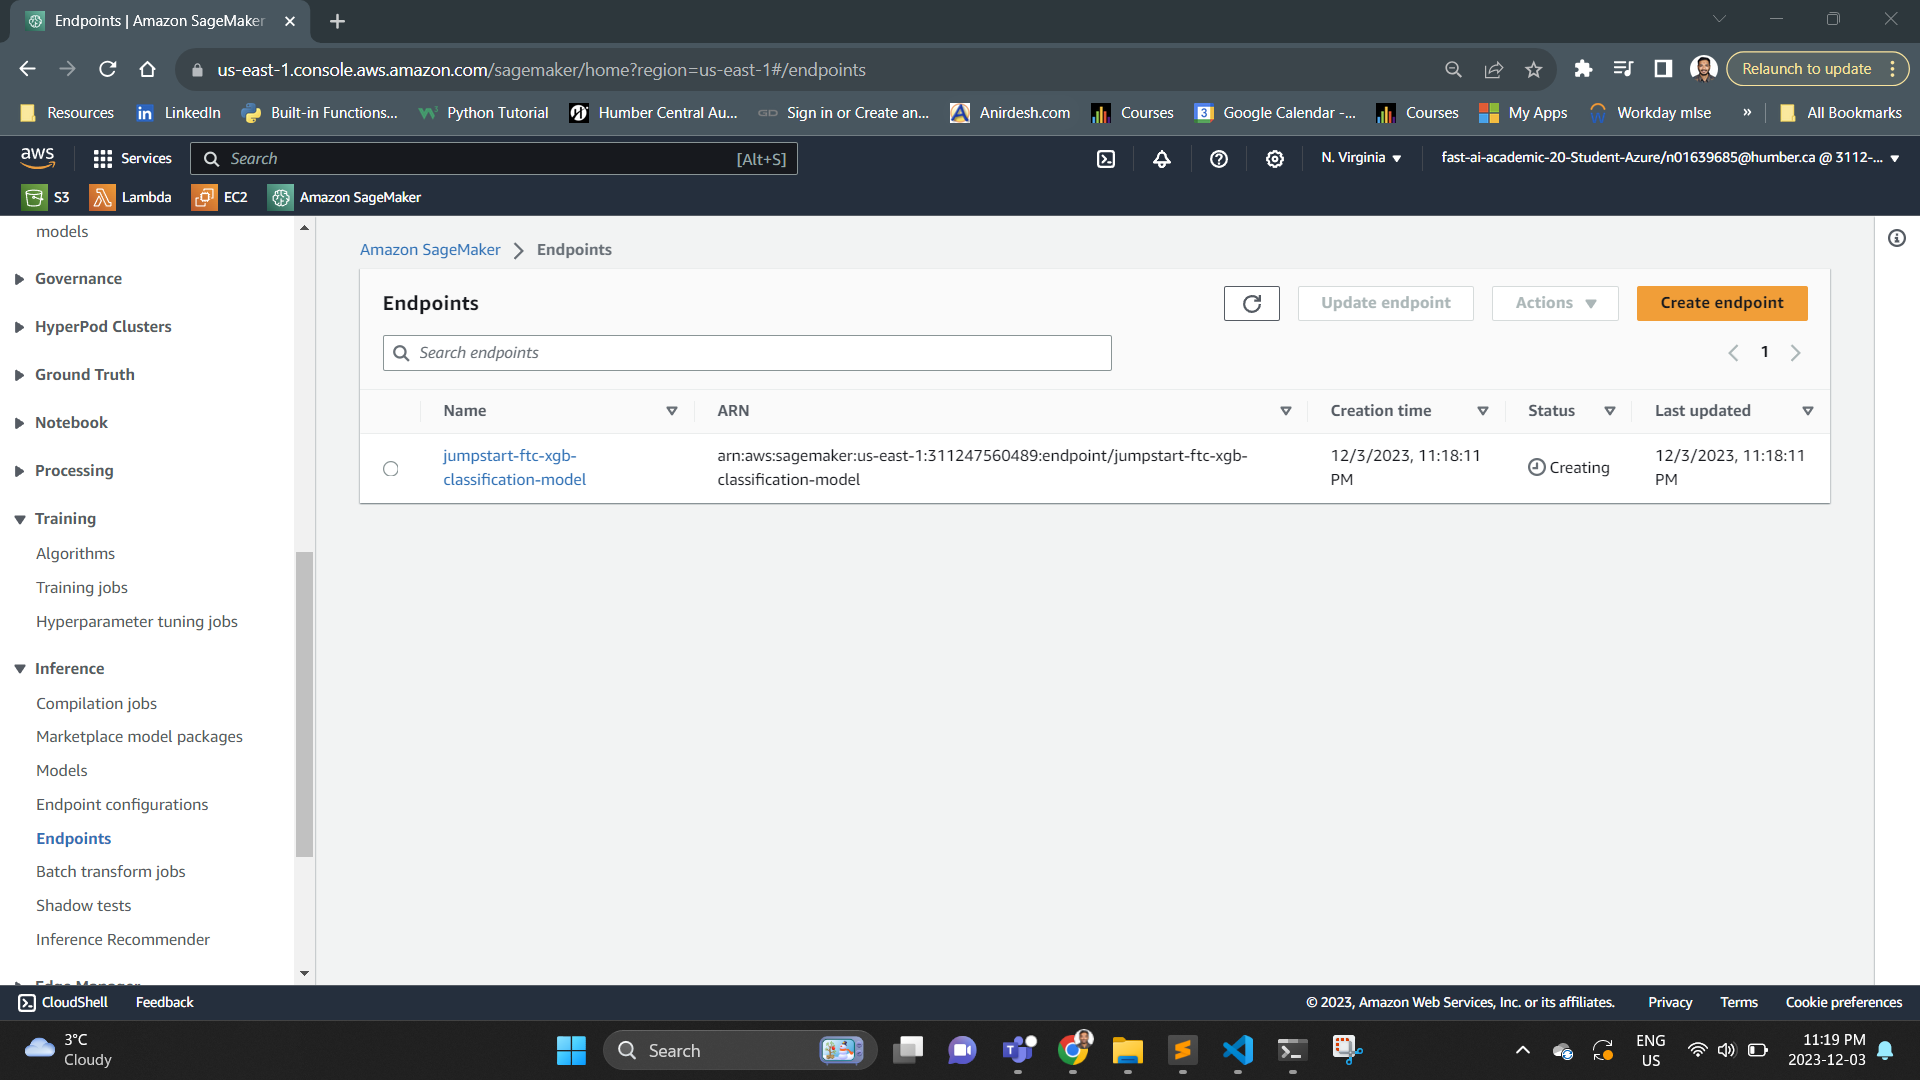 Endpoints | Amazon SageMaker
us-east-1.console.aws.amazon.com/sagemaker/home?region=us-east-1#/endpoints
Relaunch to update
Resources LinkedIn Built-in Functions... Python Tutorial Humber Central Au... Sign in or Create an... Anirdesh.com Courses Google Calendar -... Courses My Apps Workday mlse » All Bookmarks
aws Services Search [Alt+S] N. Virginia fast-ai-academic-20-Student-Azure/n01639685@humber.ca @ 3112-...
S3 Lambda EC2 Amazon SageMaker
models
Governance
HyperPod Clusters
Ground Truth
Notebook
Processing
Training
Algorithms
Training jobs
Hyperparameter tuning jobs
Inference
Compilation jobs
Marketplace model packages
Models
Endpoint configurations
Endpoints
Batch transform jobs
Shadow tests
Inference Recommender
Edge Manager
Amazon SageMaker Endpoints
Endpoints
Update endpoint Actions Create endpoint
Search endpoints
1
Name ARN Creation time Status Last updated
jumpstart-ftc-xgb- arn:aws:sagemaker:us-east-1:311247560489:endpoint/jumpstart-ftc-xgb- 12/3/2023, 11:18:11 Creating 12/3/2023, 11:18:11
classification-model classification-model PM PM
CloudShell Feedback © 2023, Amazon Web Services, Inc. or its affiliates. Privacy Terms Cookie preferences
3°C
Cloudy
Search
ENG
US
11:19 PM
2023-12-03